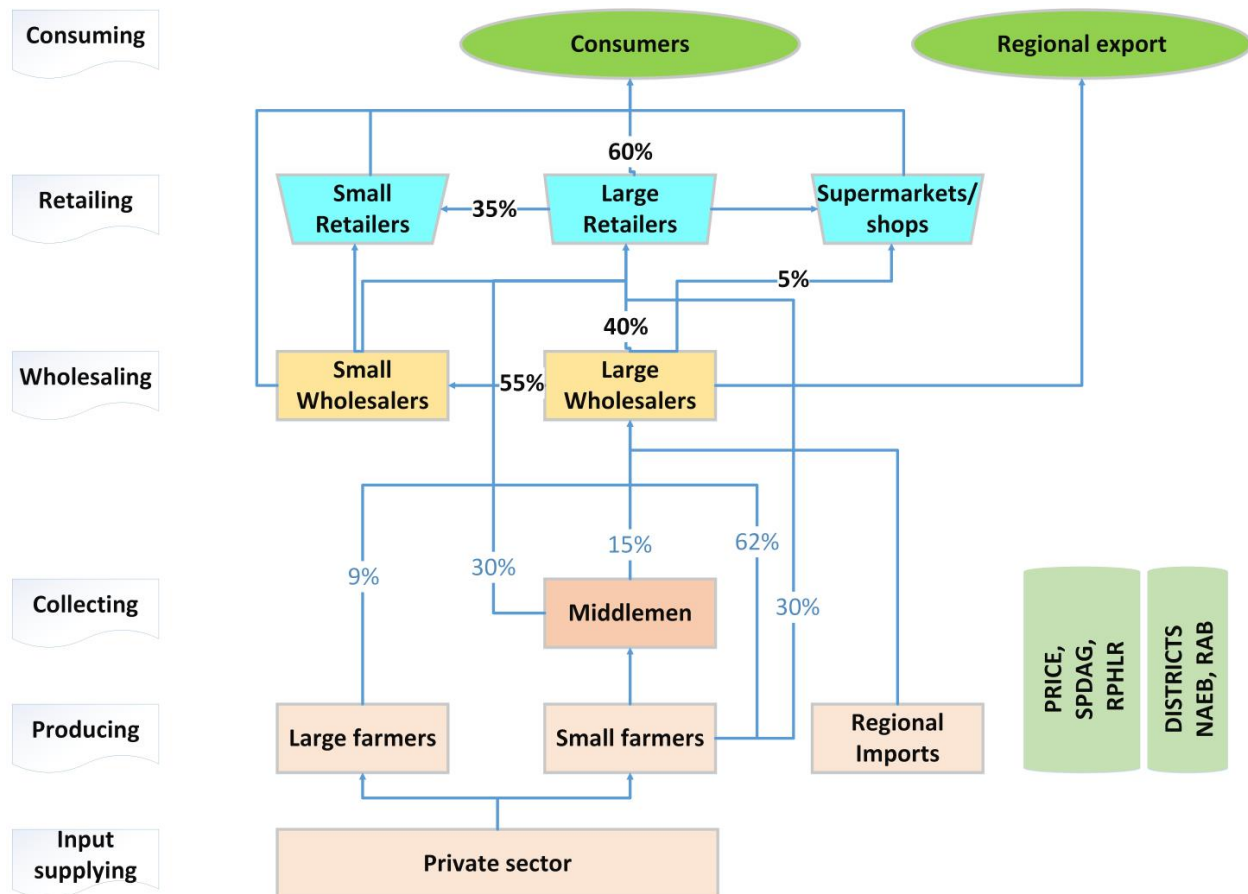 Consuming
Consumers
Regional export
60%
Retailing
Small
Retailers
35%
Large
Retailers
Supermarkets/
shops
5%
40%
Wholesaling
Small
Wholesalers
55%
Large
Wholesalers
9%
30%
15%
62%
30%
Collecting
Middlemen
PRICE,
SPDAG,
RPHLR
DISTRICTS
NAEB, RAB
Producing
Large farmers
Small farmers
Regional
Imports
Input
supplying
Private sector